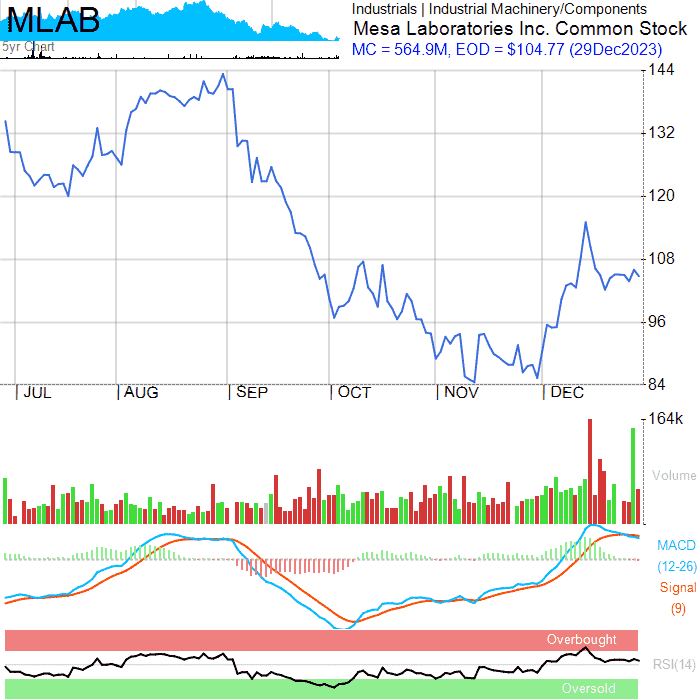 MLAB
5yr Chart
Industrials | Industrial Machinery/Components
Mesa Laboratories Inc. Common Stock
MC = 564.9M, EOD = $104.77 (29Dec2023)
144
132
120
108
96
84
JUL AUG SEP OCT NOV DEC
164k
Volume
MACD
(12-26)
Signal
(9)
Overbought
RSI(14)
Oversold